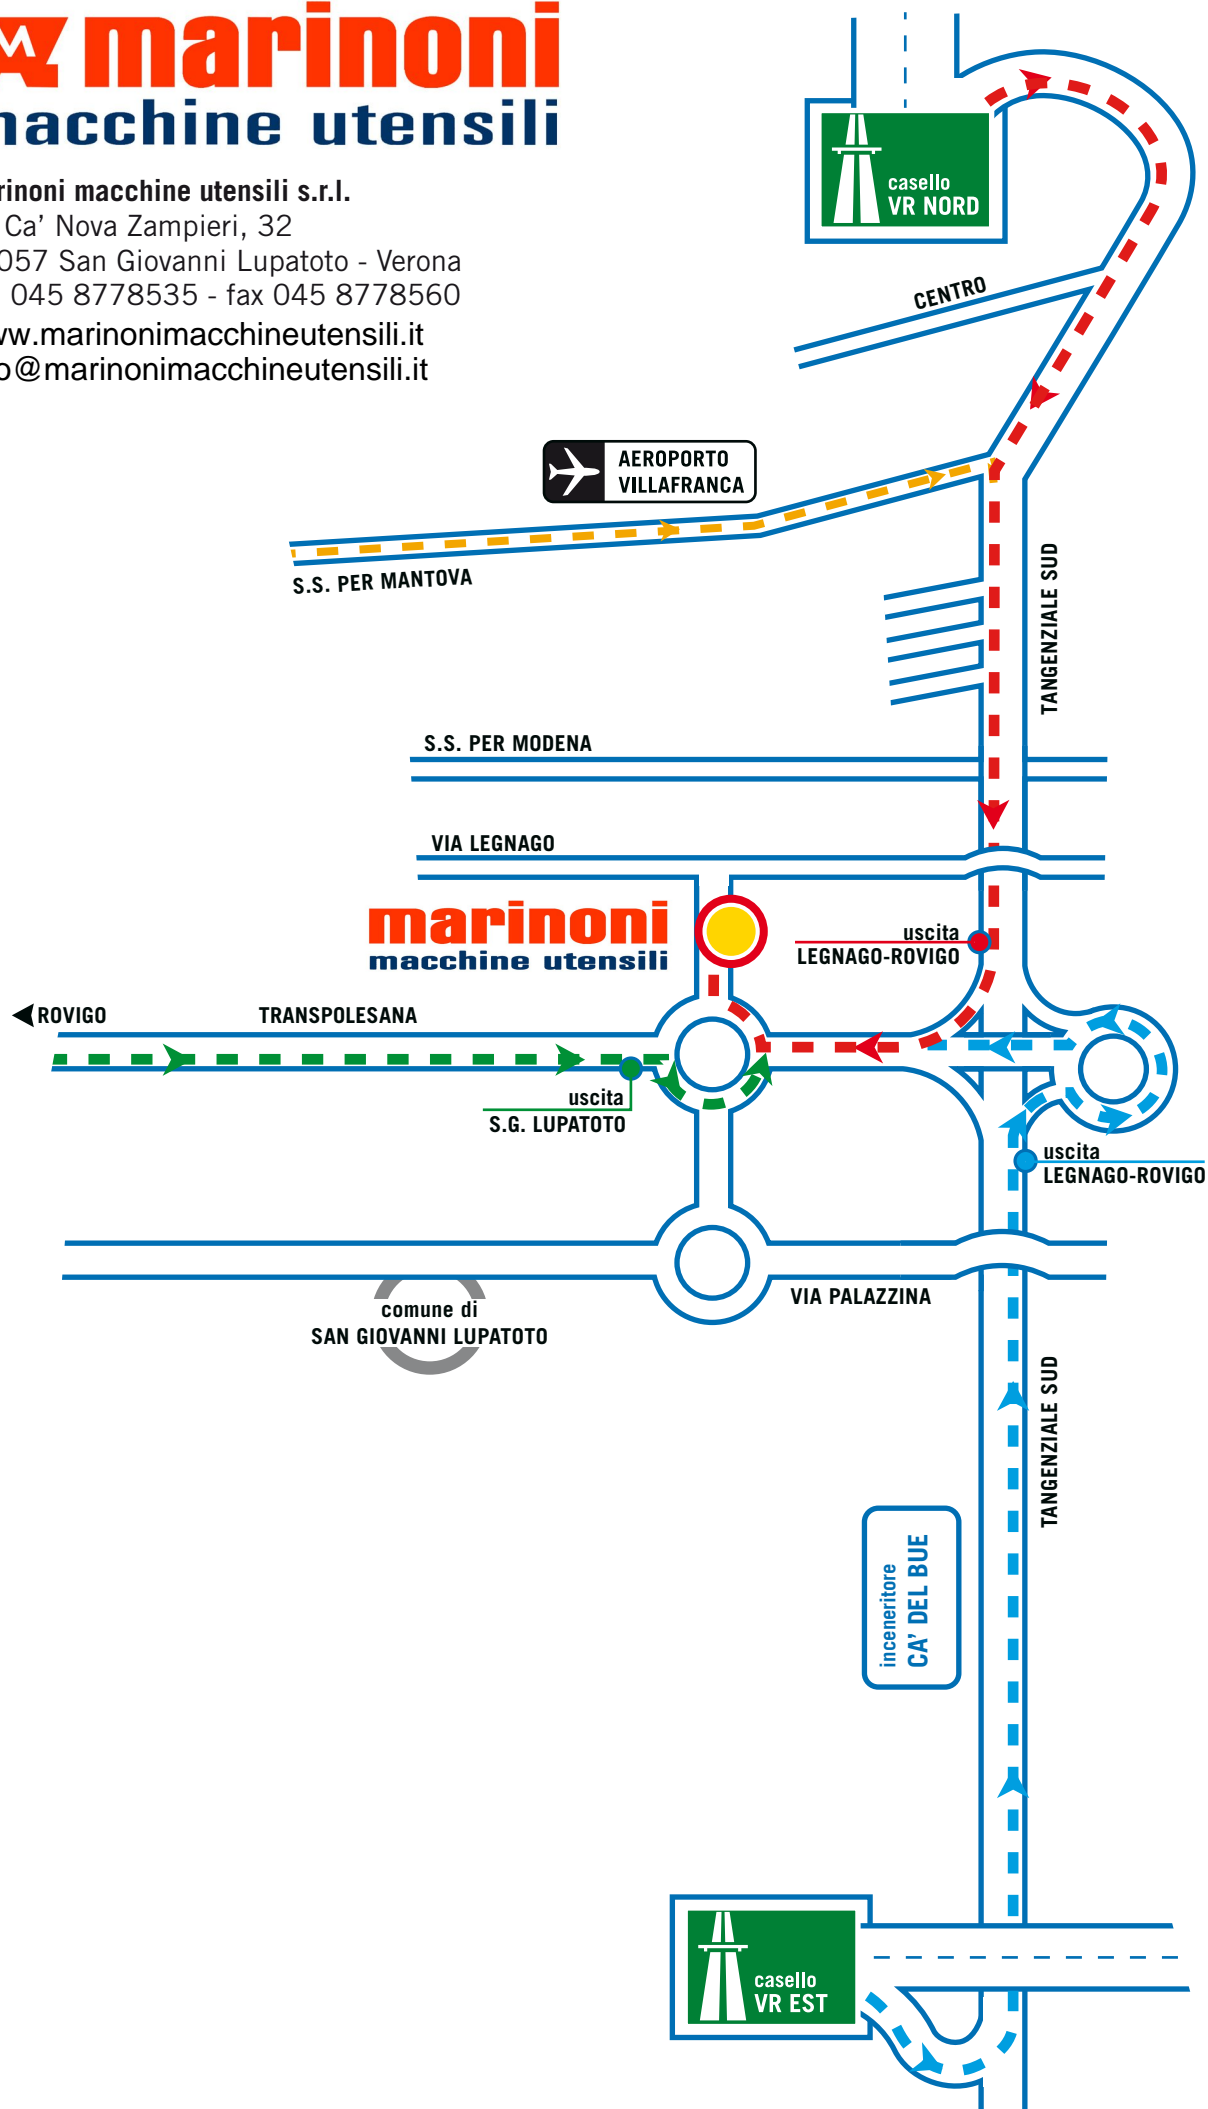 marinoni
macchine utensili
rinoni macchine utensili s.r.l.
Ca' Nova Zampieri, 32
057 San Giovanni Lupatoto - Verona
045 8778535 - fax 045 8778560
ww.marinonimacchineutensili.it
o@marinonimacchineutensili.it
casello
VR NORD
CENTRO
AEROPORTO
VILLAFRANCA
S.S. PER MANTOVA
TANGENZIALE SUD
S.S. PER MODENA
VIA LEGNAGO
marinoni
macchine utensili
uscita
LEGNAGO-ROVIGO
ROVIGO
TRANSPOLESANA
uscita
S.G. LUPATOTO
uscita
LEGNAGO-ROVIGO
VIA PALAZZINA
comune di
SAN GIOVANNI LUPATOTO
TANGENZIALE SUD
inceneritore
CA' DEL BUE
casello
VR EST